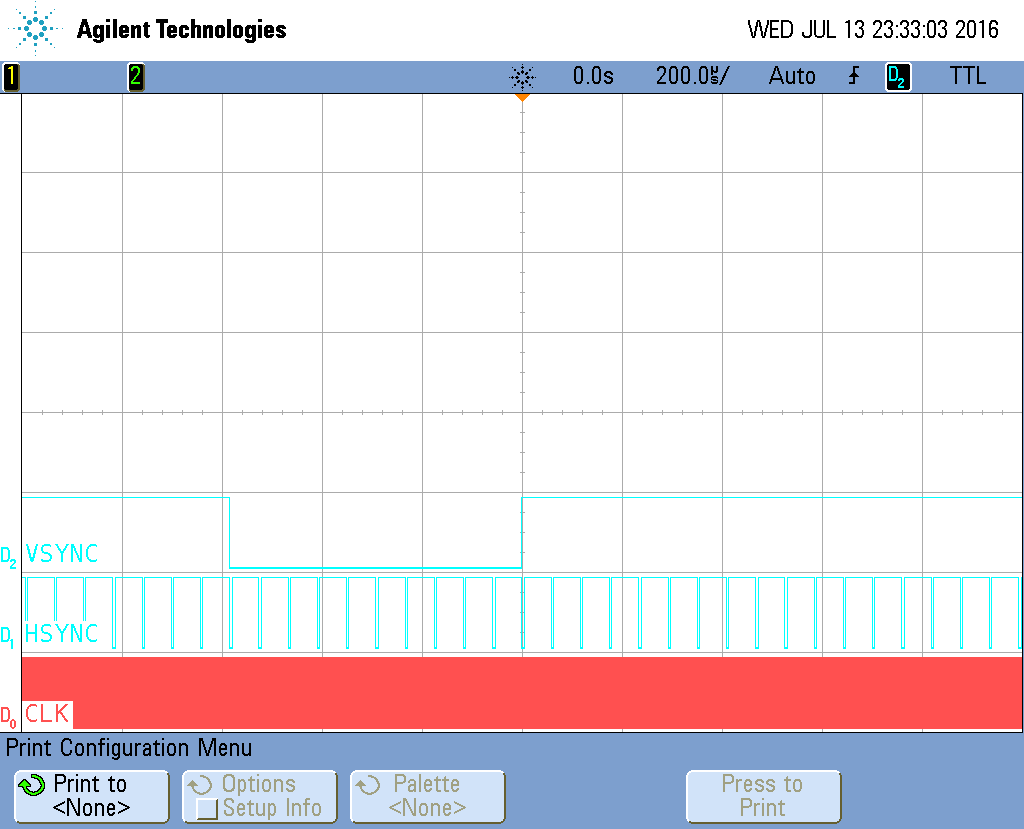 Agilent Technologies WED JUL 13 23:33:03 2016
1 2 0.0s 200.0µs/ Auto D2 TTL
D2 VSYNC
D1 HSYNC
D0 CLK
Print Configuration Menu
Print to Options Palette Press to
<None> Setup Info <None> Print